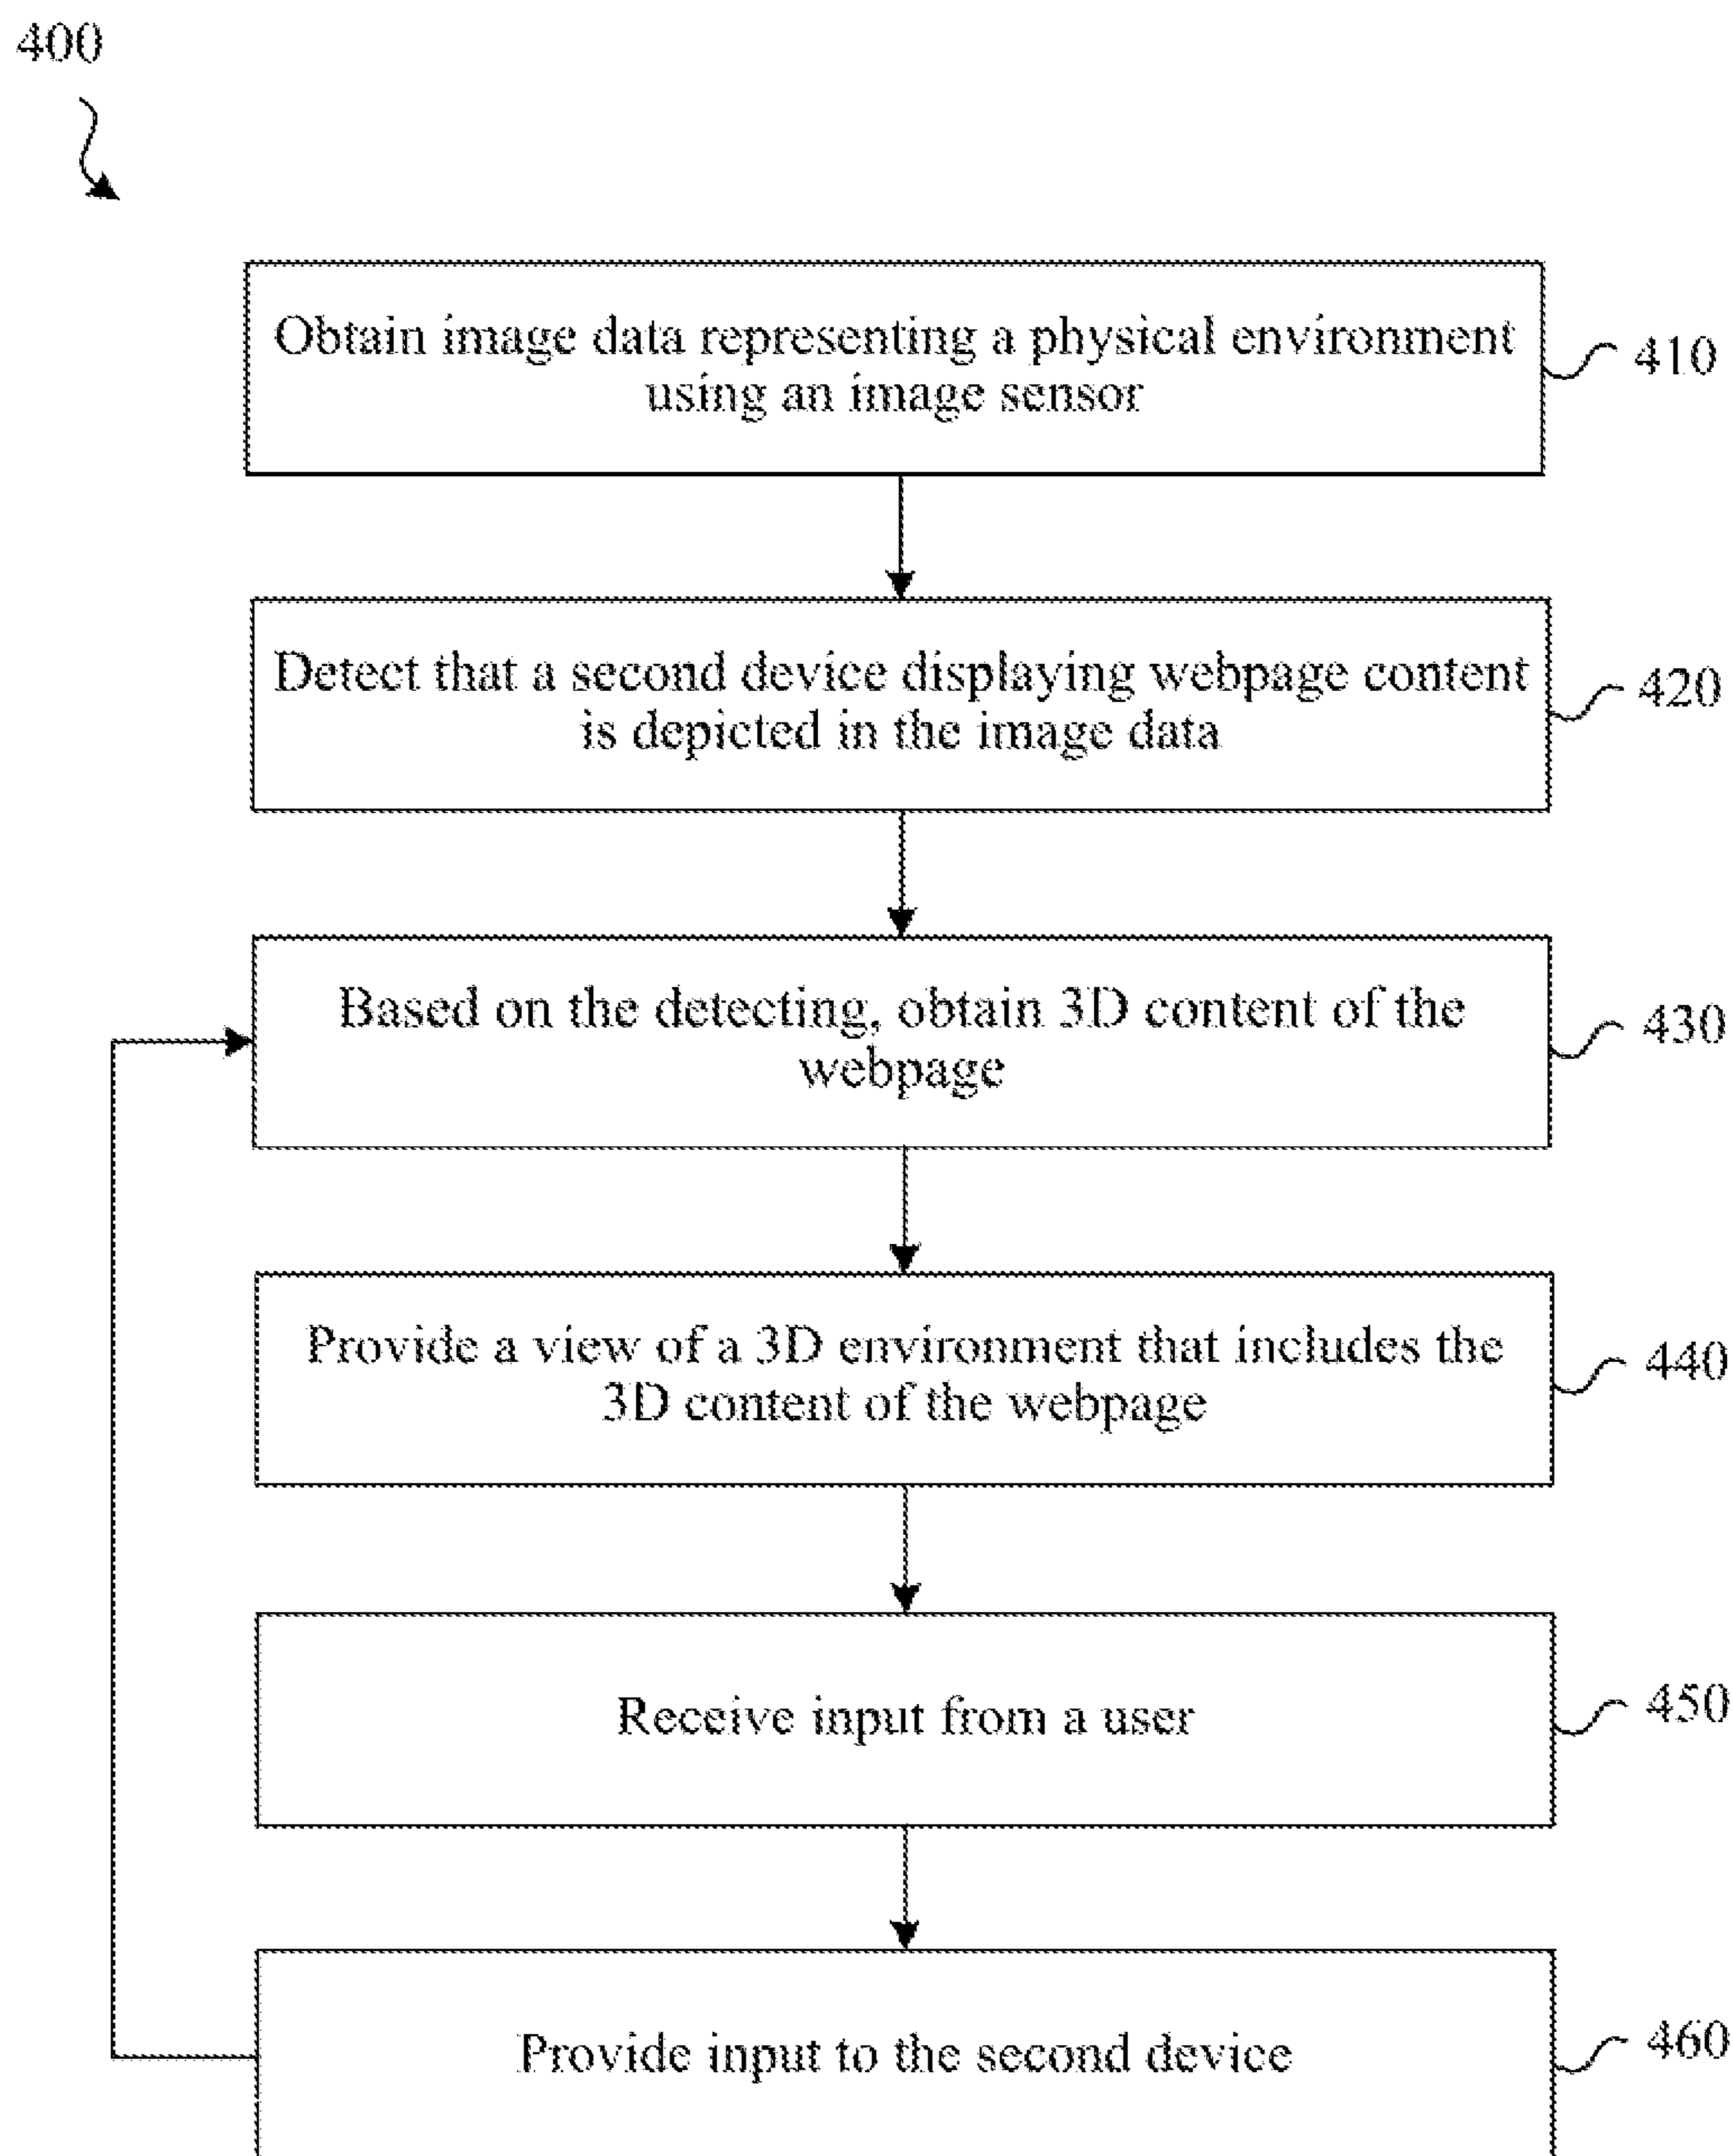 400
Obtain image data representing a physical environment
using an image sensor
410
Detect that a second device displaying webpage content
is depicted in the image data
420
Based on the detecting, obtain 3D content of the
webpage
430
Provide a view of a 3D environment that includes the
3D content of the webpage
440
Receive input from a user
450
Provide input to the second device
460